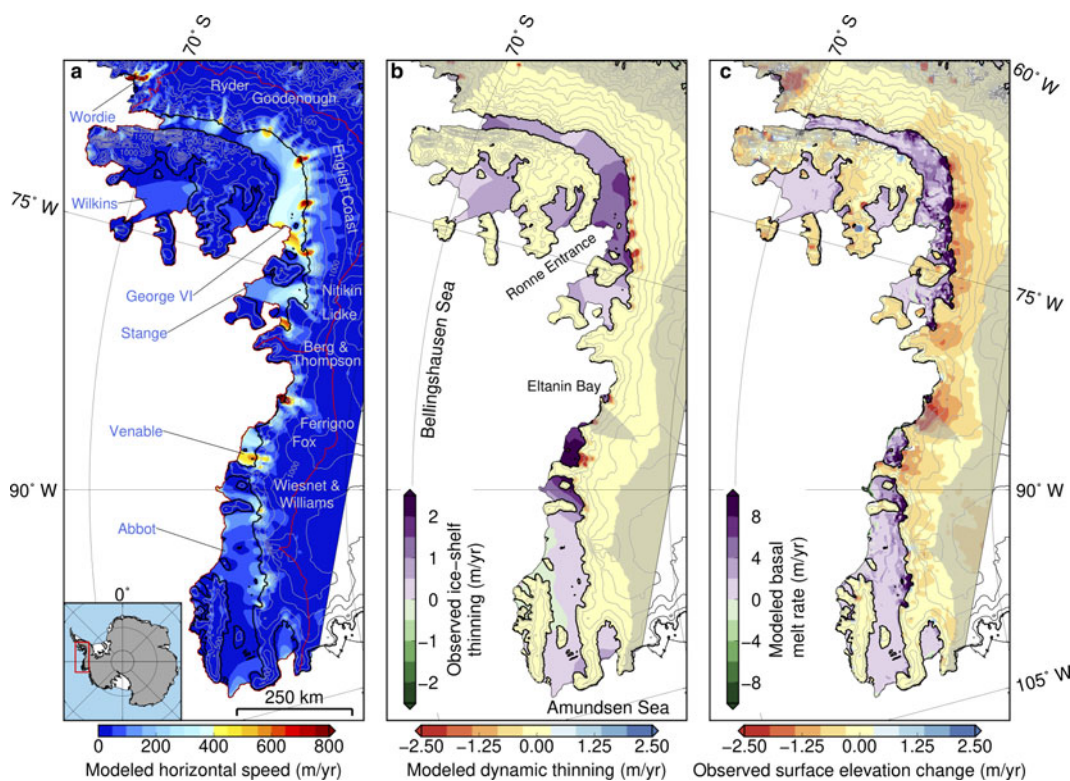 70° S
70° S
60° W
a
b
c
Ryder
Goodenough
1500
Wordie
English Coast
75° W
Wilkins
Ronne Entrance
George VI
Nitikin
Stange
Lidke
75° W
Berg &
Thompson
Bellingshausen Sea
Eltanin Bay
Ferrigno
Venable
Fox
1000
Wiesnet &
Williams
90° W
90° W
Abbot
2
1
0
−1
−2
Observed ice-shelf
thinning (m/yr)
8
4
0
−4
−8
Modeled basal
melt rate (m/yr)
0°
250 km
Amundsen Sea
105° W
0 200 400 600 800
Modeled horizontal speed (m/yr)
−2.50 −1.25 0.00 1.25 2.50
Modeled dynamic thinning (m/yr)
−2.50 −1.25 0.00 1.25 2.50
Observed surface elevation change (m/yr)